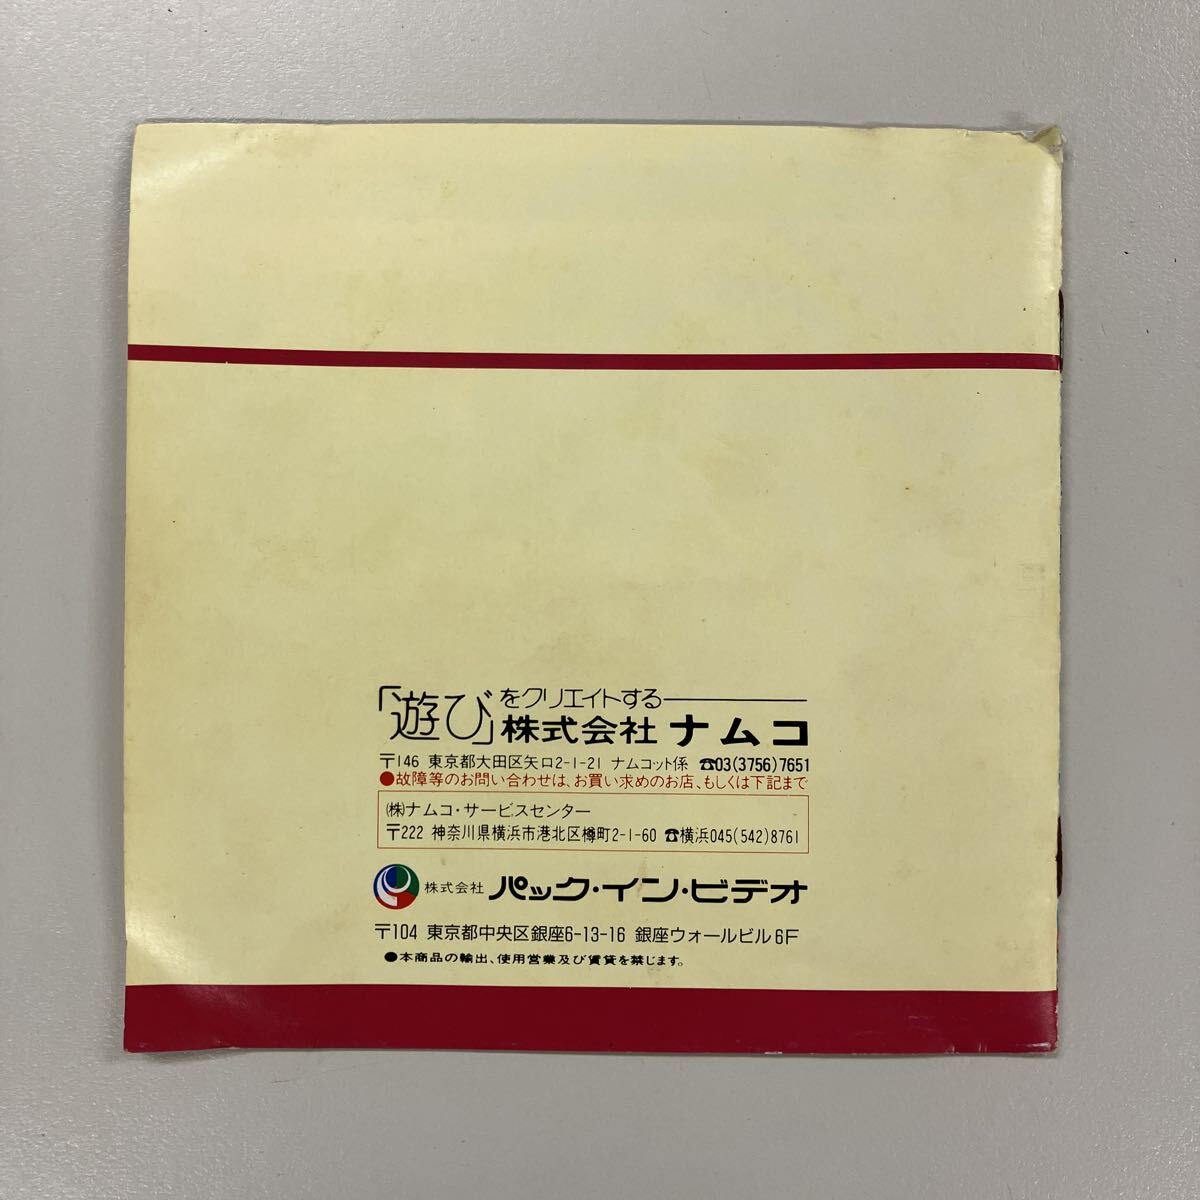 「遊び」をクリエイトする
株式会社 ナムコ
〒146 東京都大田区矢口2-1-21 ナムコット係 ☎03(3756)7651
●故障等のお問い合わせは、お買い求めのお店、もしくは下記まで
(株)ナムコ・サービスセンター
〒222 神奈川県横浜市港北区樽町2-1-60 ☎横浜045(542)8761
株式会社 パック・イン・ビデオ
〒104 東京都中央区銀座6-13-16 銀座ウォールビル6F
●本商品の輸出、使用営業及び賃貸を禁じます。